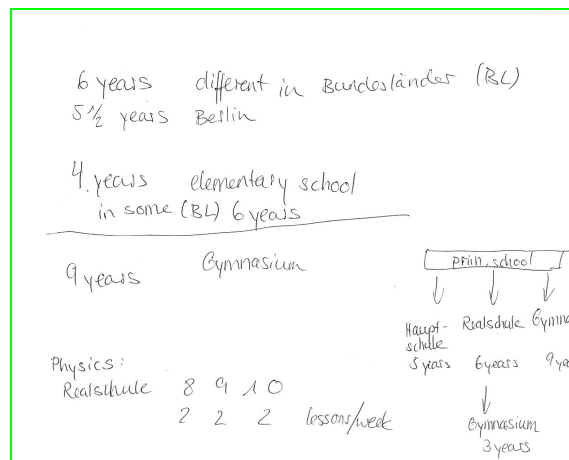 6 years different in Bundesländer (BL)
5 1/2 years Berlin
4. years elementary school
in some (BL) 6 years
9 years Gymnasium
prim. school
Haupt-
schule
Realschule
5 years 6 years
Gymnasium
3 years
Physics:
Realschule 8 9 10
2 2 2 lessons/week